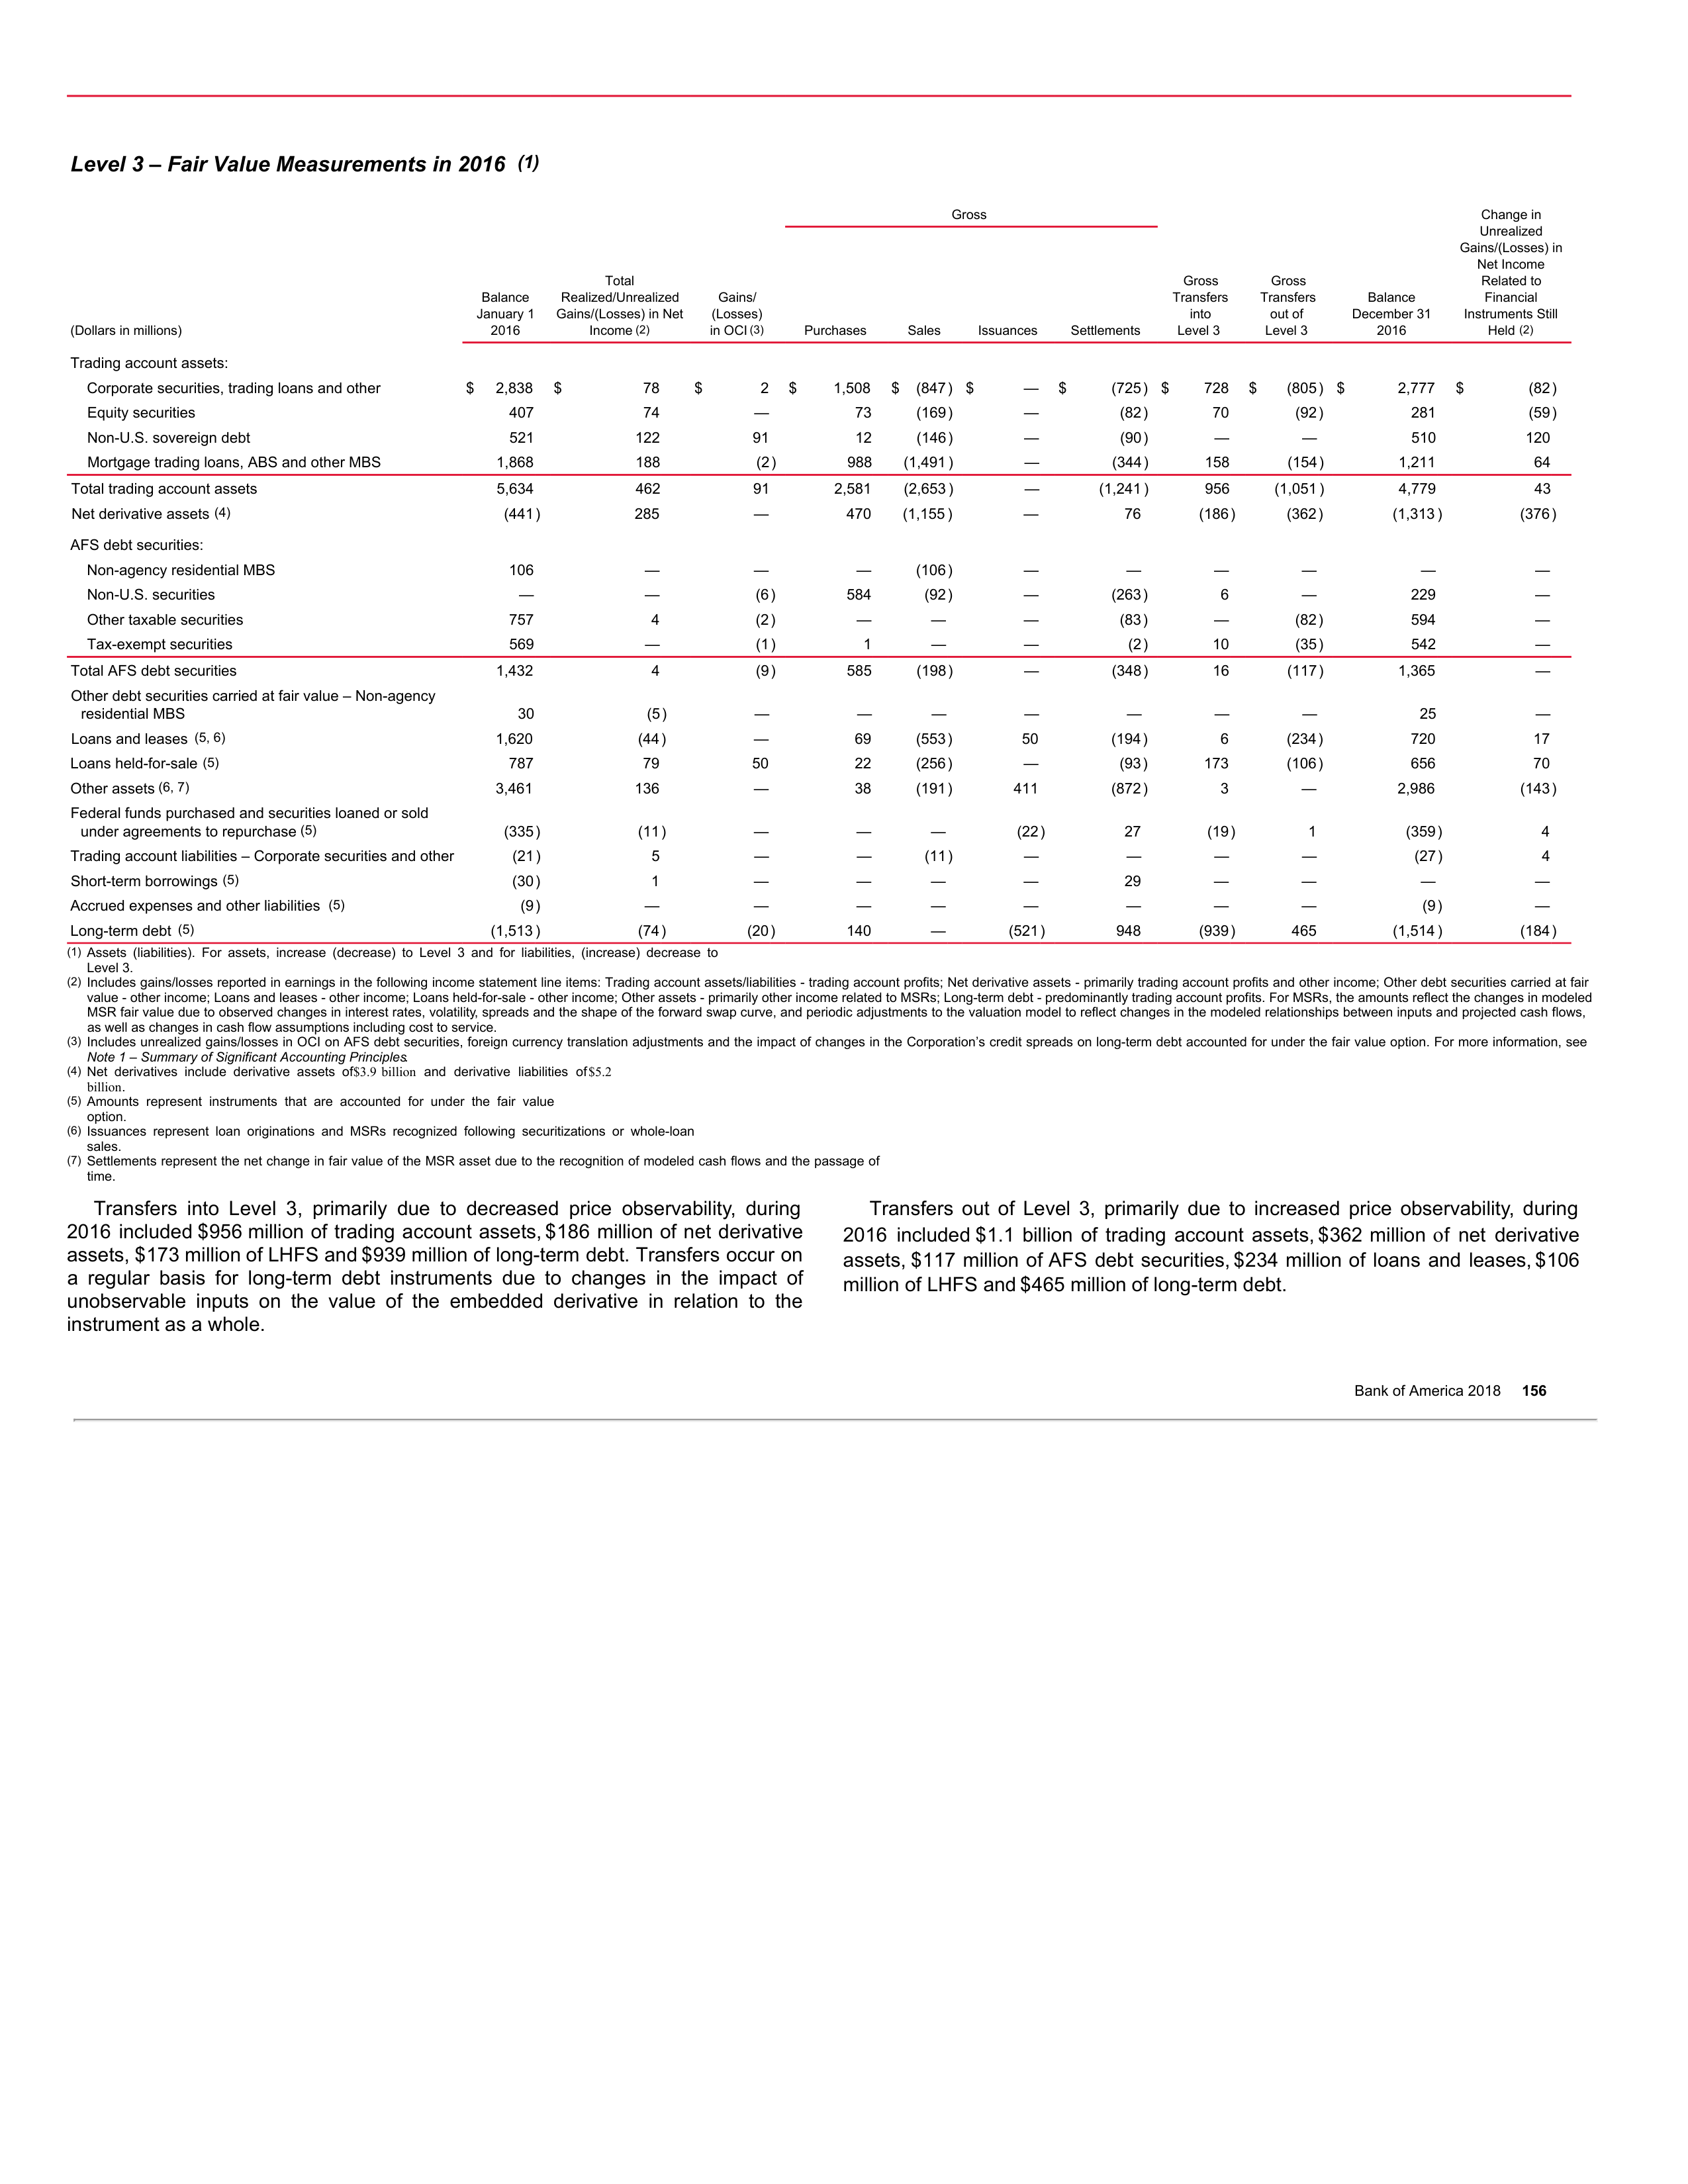 Level 3 – Fair Value Measurements in 2016 (1)
Gross
Change in
Unrealized
Gains/(Losses) in
Net Income
Related to
Financial
Instruments Still
Held (2)
Total
Realized/Unrealized
Gains/(Losses) in Net
Income (2)
Gross
Transfers
into
Level 3
Gross
Transfers
out of
Level 3
Balance
January 1
2016
Gains/
(Losses)
in OCI (3)
Balance
December 31
2016
(Dollars in millions) Purchases Sales Issuances Settlements
Trading account assets:
Corporate securities, trading loans and other $ 2,838 $ 78 $ 2 $ 1,508 $ (847) $ — $ (725) $ 728 $ (805) $ 2,777 $ (82)
Equity securities 407 74 — 73 (169) — (82) 70 (92) 281 (59)
Non-U.S. sovereign debt 521 122 91 12 (146) — (90) — — 510 120
Mortgage trading loans, ABS and other MBS 1,868 188 (2) 988 (1,491) — (344) 158 (154) 1,211 64
Total trading account assets 5,634 462 91 2,581 (2,653) — (1,241) 956 (1,051) 4,779 43
Net derivative assets (4) (441) 285 — 470 (1,155) — 76 (186) (362) (1,313) (376)
AFS debt securities:
Non-agency residential MBS 106 — — — (106) — — — — — —
Non-U.S. securities — — (6) 584 (92) — (263) 6 — 229 —
Other taxable securities 757 4 (2) — — — (83) — (82) 594 —
Tax-exempt securities 569 — (1) 1 — — (2) 10 (35) 542 —
Total AFS debt securities 1,432 4 (9) 585 (198) — (348) 16 (117) 1,365 —
Other debt securities carried at fair value – Non-agency
residential MBS 30 (5) — — — — — — — 25 —
Loans and leases (5, 6) 1,620 (44) — 69 (553) 50 (194) 6 (234) 720 17
Loans held-for-sale (5) 787 79 50 22 (256) — (93) 173 (106) 656 70
Other assets (6, 7) 3,461 136 — 38 (191) 411 (872) 3 — 2,986 (143)
Federal funds purchased and securities loaned or sold
under agreements to repurchase (5) (335) (11) — — — (22) 27 (19) 1 (359) 4
Trading account liabilities – Corporate securities and other (21) 5 — — (11) — — — — (27) 4
Short-term borrowings (5) (30) 1 — — — — 29 — — — —
Accrued expenses and other liabilities (5) (9) — — — — — — — — (9) —
Long-term debt (5) (1,513) (74) (20) 140 — (521) 948 (939) 465 (1,514) (184)
(1) Assets (liabilities). For assets, increase (decrease) to Level 3 and for liabilities, (increase) decrease to
Level 3.
(2) Includes gains/losses reported in earnings in the following income statement line items: Trading account assets/liabilities - trading account profits; Net derivative assets - primarily trading account profits and other income; Other debt securities carried at fair
value - other income; Loans and leases - other income; Loans held-for-sale - other income; Other assets - primarily other income related to MSRs; Long-term debt - predominantly trading account profits. For MSRs, the amounts reflect the changes in modeled
MSR fair value due to observed changes in interest rates, volatility, spreads and the shape of the forward swap curve, and periodic adjustments to the valuation model to reflect changes in the modeled relationships between inputs and projected cash flows,
as well as changes in cash flow assumptions including cost to service.
(3) Includes unrealized gains/losses in OCI on AFS debt securities, foreign currency translation adjustments and the impact of changes in the Corporation’s credit spreads on long-term debt accounted for under the fair value option. For more information, see
Note 1 – Summary of Significant Accounting Principles.
(4) Net derivatives include derivative assets of$3.9 billion and derivative liabilities of$5.2
billion.
(5) Amounts represent instruments that are accounted for under the fair value
option.
(6) Issuances represent loan originations and MSRs recognized following securitizations or whole-loan
sales.
(7) Settlements represent the net change in fair value of the MSR asset due to the recognition of modeled cash flows and the passage of
time.
Transfers into Level 3, primarily due to decreased price observability, during
2016 included $956 million of trading account assets, $186 million of net derivative
assets, $173 million of LHFS and $939 million of long-term debt. Transfers occur on
a regular basis for long-term debt instruments due to changes in the impact of
unobservable inputs on the value of the embedded derivative in relation to the
instrument as a whole.
Transfers out of Level 3, primarily due to increased price observability, during
2016 included $1.1 billion of trading account assets, $362 million of net derivative
assets, $117 million of AFS debt securities, $234 million of loans and leases, $106
million of LHFS and $465 million of long-term debt.
Bank of America 2018 156